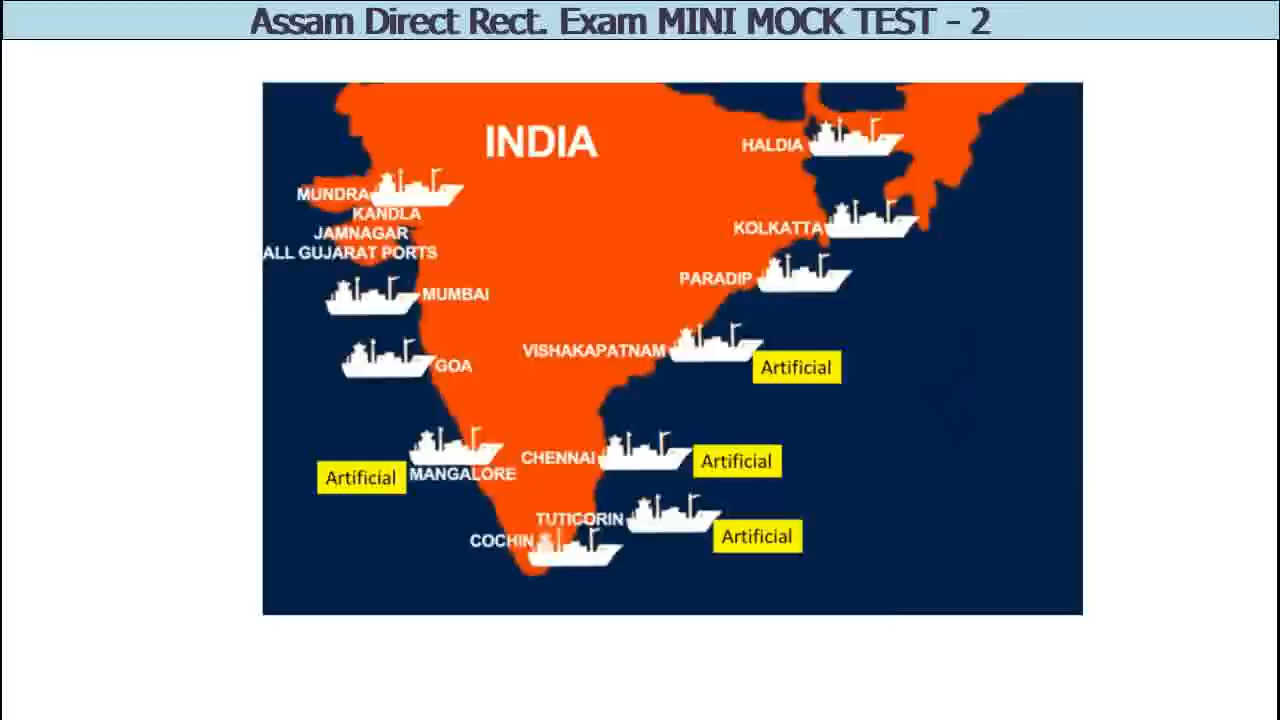 Assam Direct Rect. Exam MINI MOCK TEST - 2
INDIA
HALDIA
MUNDRA
KANDLA
JAMNAGAR
ALL GUJARAT PORTS
KOLKATTA
PARADIP
MUMBAI
VISHAKAPATNAM
Artificial
GOA
CHENNAI
Artificial
Artificial
MANGALORE
TUTICORIN
Artificial
COCHIN